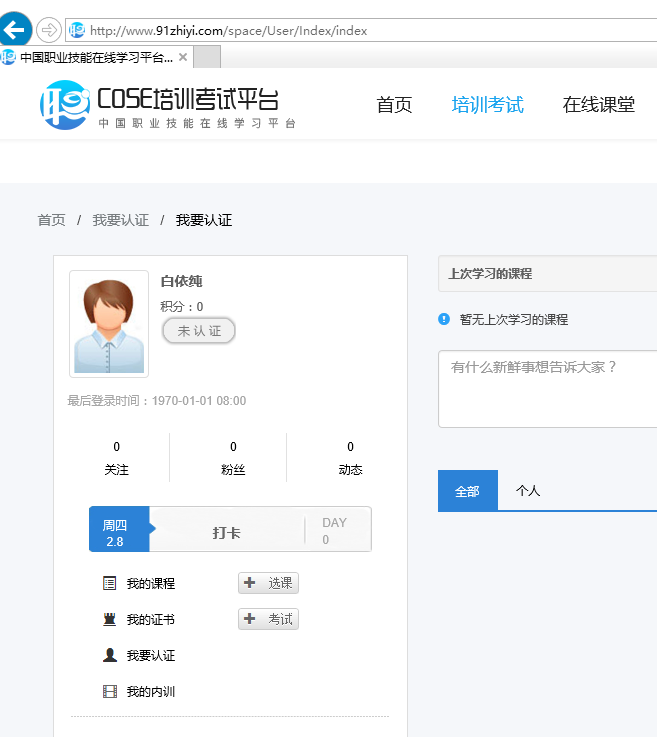 http://www.91zhiyi.com/space/User/Index/index
中国职业技能在线学习平台...
COSE培训考试平台
中国职业技能在线学习平台
首页 培训考试 在线课堂
首页 / 我要认证 / 我要认证
白依纯
积分：0
未认证
最后登录时间：1970-01-01 08:00
0 0 0
关注 粉丝 动态
周四
2.8
打卡
DAY
0
我的课程 选课
我的证书 考试
我要认证
我的内训
上次学习的课程
暂无上次学习的课程
有什么新鲜事想告诉大家？
全部 个人